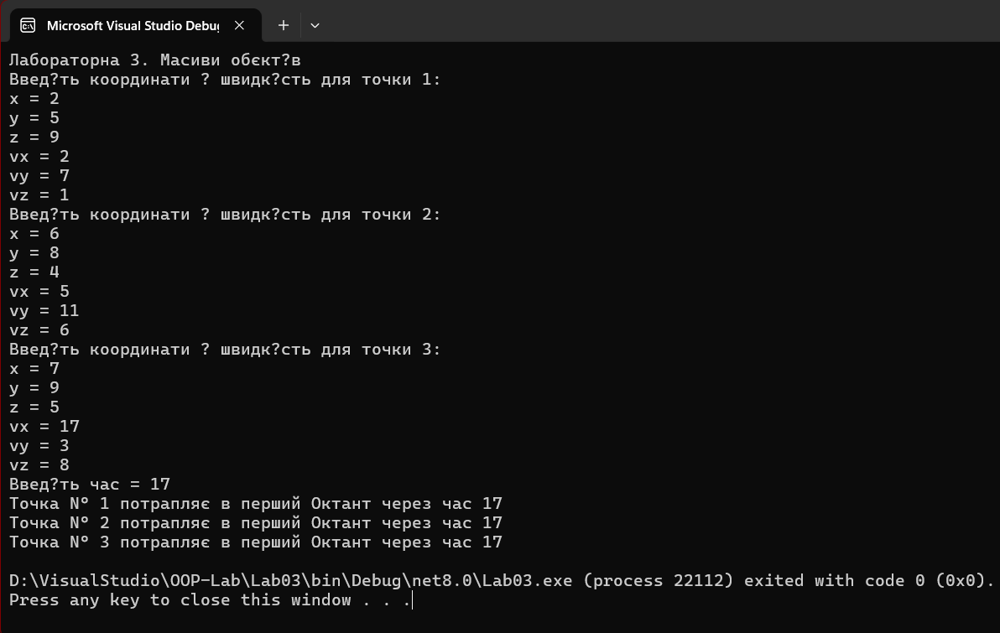 Microsoft Visual Studio Debug
Лабораторна 3. Масиви обєкт?в
Введ?ть координати ? швидк?сть для точки 1:
x = 2
y = 5
z = 9
vx = 2
vy = 7
vz = 1
Введ?ть координати ? швидк?сть для точки 2:
x = 6
y = 8
z = 4
vx = 5
vy = 11
vz = 6
Введ?ть координати ? швидк?сть для точки 3:
x = 7
y = 9
z = 5
vx = 17
vy = 3
vz = 8
Введ?ть час = 17
Точка № 1 потрапляє в перший Октант через час 17
Точка № 2 потрапляє в перший Октант через час 17
Точка № 3 потрапляє в перший Октант через час 17
D:\VisualStudio\OOP-Lab\Lab03\bin\Debug\net8.0\Lab03.exe (process 22112) exited with code 0 (0x0).
Press any key to close this window . . .